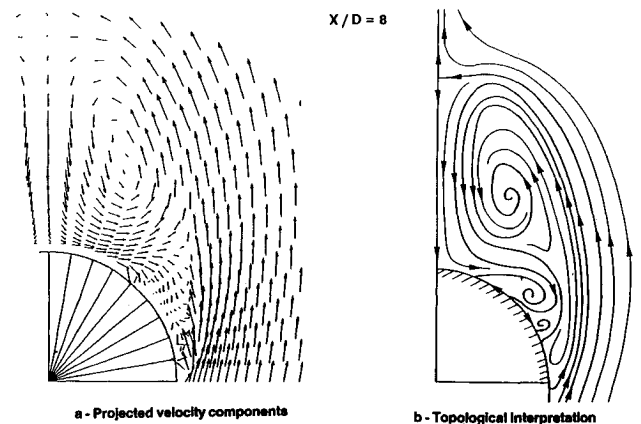 X / D = 8
a - Projected velocity components
b - Topological Interpretation